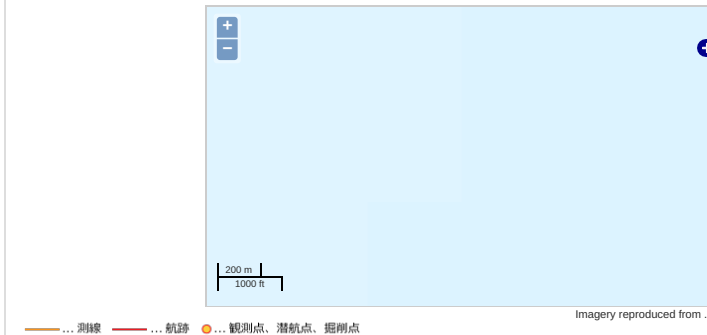 +
−
200 m
1000 ft
Imagery reproduced from .
... 測線 ... 航跡 ... 観測点、潜航点、掘削点